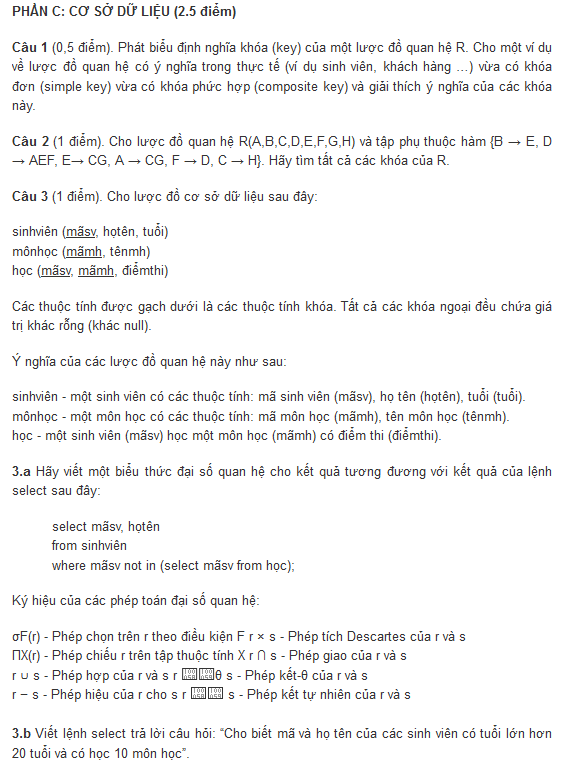 PHẦN C: CƠ SỞ DỮ LIỆU (2.5 điểm)
Câu 1 (0,5 điểm). Phát biểu định nghĩa khóa (key) của một lược đồ quan hệ R. Cho một ví dụ
về lược đồ quan hệ có ý nghĩa trong thực tế (ví dụ sinh viên, khách hàng ...) vừa có khóa
đơn (simple key) vừa có khóa phức hợp (composite key) và giải thích ý nghĩa của các khóa
này.
Câu 2 (1 điểm). Cho lược đồ quan hệ R(A,B,C,D,E,F,G,H) và tập phụ thuộc hàm {B → E, D
→ AEF, E→ CG, A → CG, F → D, C → H}. Hãy tìm tất cả các khóa của R.
Câu 3 (1 điểm). Cho lược đồ cơ sở dữ liệu sau đây:
sinhviên (mãsv, họtên, tuổi)
mônhọc (mãmh, tênmh)
học (mãsv, mãmh, điểmthi)
Các thuộc tính được gạch dưới là các thuộc tính khóa. Tất cả các khóa ngoại đều chứa giá
trị khác rỗng (khác null).
Ý nghĩa của các lược đồ quan hệ này như sau:
sinhviên - một sinh viên có các thuộc tính: mã sinh viên (mãsv), họ tên (họtên), tuổi (tuổi).
mônhọc - một môn học có các thuộc tính: mã môn học (mãmh), tên môn học (tênmh).
học - một sinh viên (mãsv) học một môn học (mãmh) có điểm thi (điểmthi).
3.a Hãy viết một biểu thức đại số quan hệ cho kết quả tương đương với kết quả của lệnh
select sau đây:
select mãsv, họtên
from sinhviên
where mãsv not in (select mãsv from học);
Ký hiệu của các phép toán đại số quan hệ:
σF(r) - Phép chọn trên r theo điều kiện F r × s - Phép tích Descartes của r và s
ΠX(r) - Phép chiếu r trên tập thuộc tính X r ∩ s - Phép giao của r và s
r ∪ s - Phép hợp của r và s r θ s - Phép kết-θ của r và s
r − s - Phép hiệu của r cho s r s - Phép kết tự nhiên của r và s
3.b Viết lệnh select trả lời câu hỏi: “Cho biết mã và họ tên của các sinh viên có tuổi lớn hơn
20 tuổi và có học 10 môn học”.